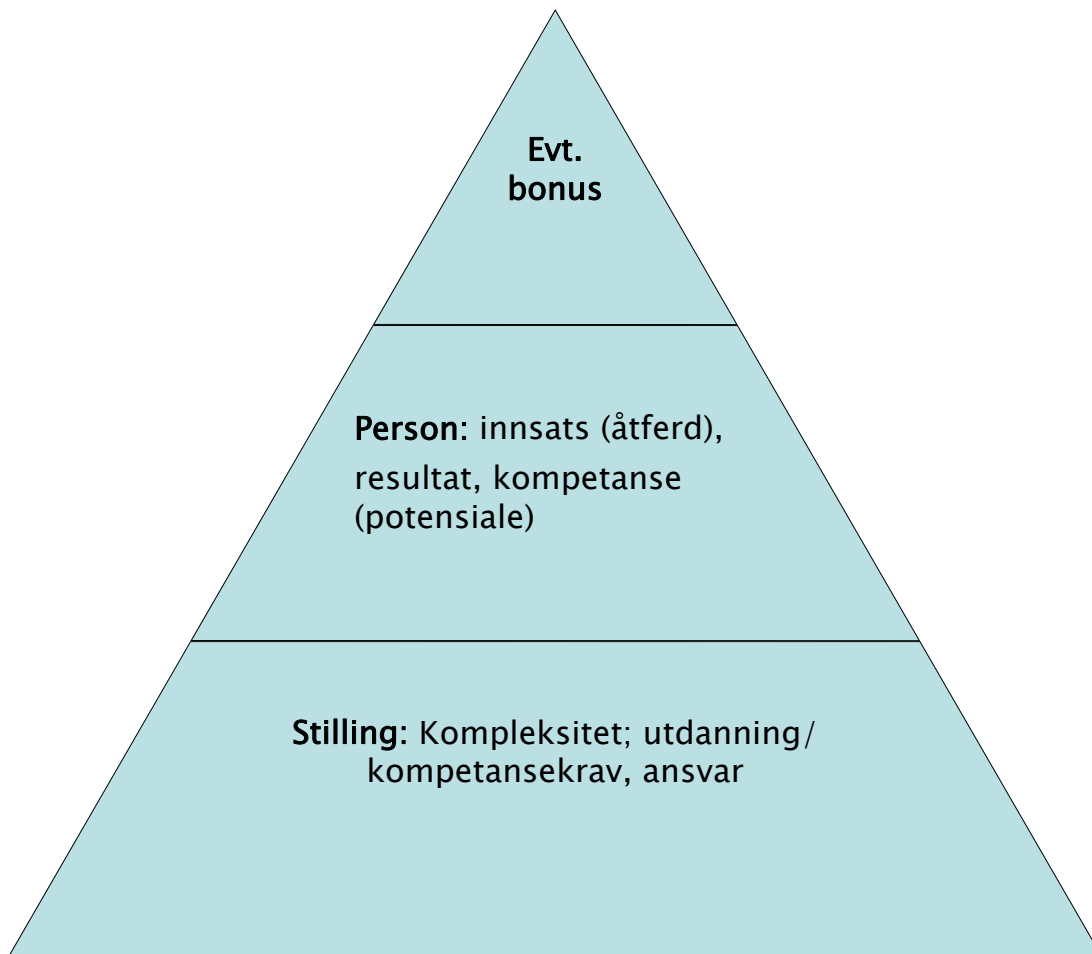 Evt.
bonus
Person: innsats (åtferd),
resultat, kompetanse
(potensiale)
Stilling: Kompleksitet; utdanning/
kompetansekrav, ansvar